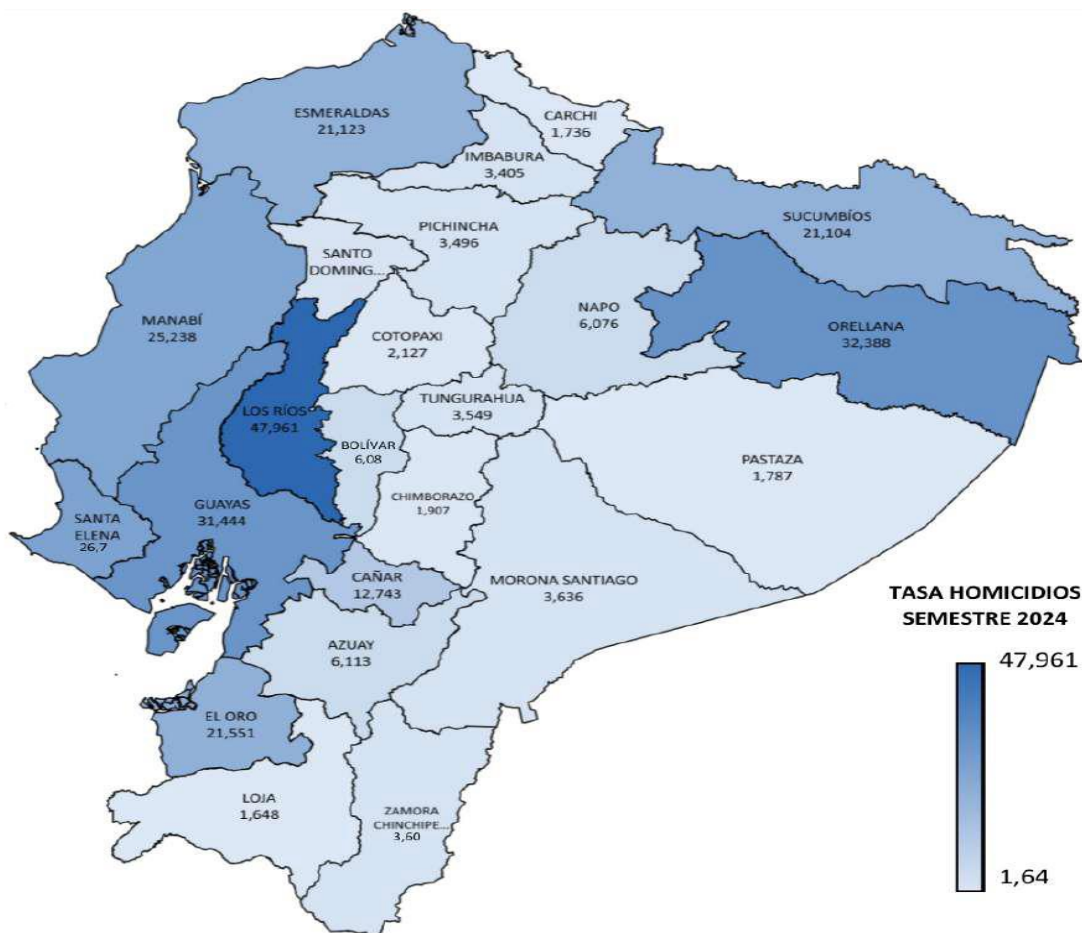 ESMERALDAS
21,123
CARCHI
1,736
IMBABURA
3,405
SUCUMBÍOS
21,104
PICHINCHA
3,496
SANTO
DOMING...
NAPO
6,076
MANABÍ
25,238
ORELLANA
32,388
COTOPAXI
2,127
TUNGURAHUA
3,549
LOS RÍOS
47,961
BOLÍVAR
6,08
PASTAZA
1,787
CHIMBORAZO
1,907
GUAYAS
31,444
SANTA
ELENA
26,7
CAÑAR
12,743
MORONA SANTIAGO
3,636
AZUAY
6,113
EL ORO
21,551
LOJA
1,648
ZAMORA
CHINCHIPE...
3,60
TASA HOMICIDIOS
SEMESTRE 2024
47,961
1,64